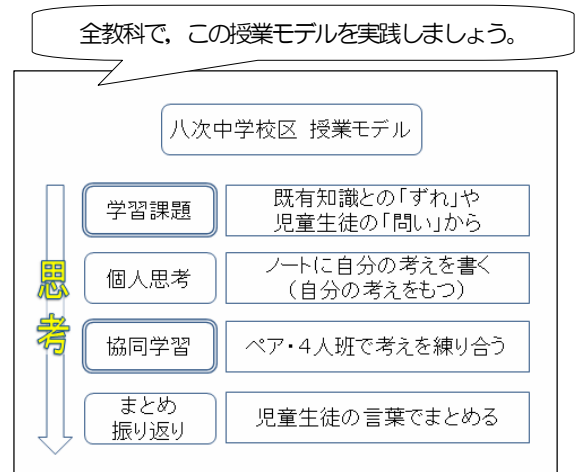 全教科で，この授業モデルを実践しましょう。
八次中学校区 授業モデル
思考
学習課題
既有知識との「ずれ」や
児童生徒の「問い」から
個人思考
ノートに自分の考えを書く
（自分の考えをもつ）
協同学習
ペア・４人班で考えを練り合う
まとめ
振り返り
児童生徒の言葉でまとめる